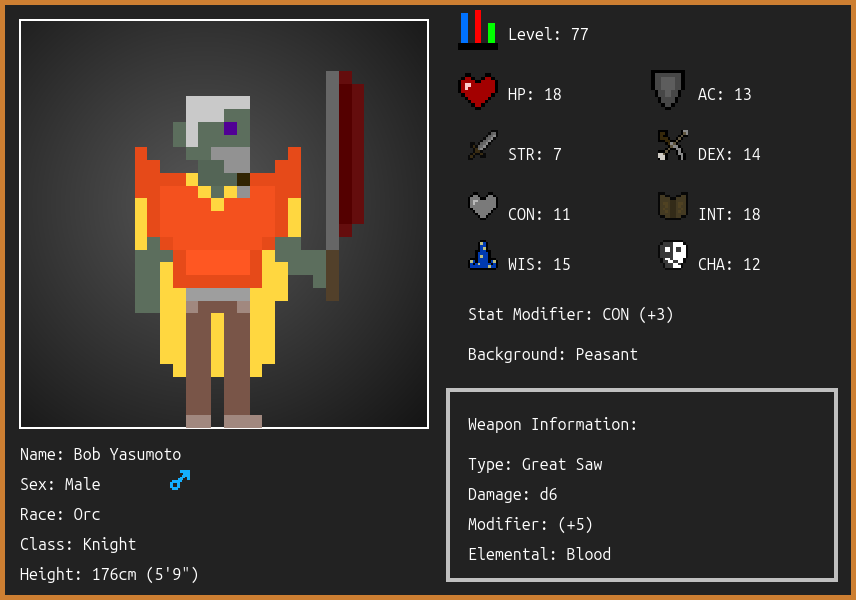 Level: 77
HP: 18
AC: 13
STR: 7
DEX: 14
CON: 11
INT: 18
WIS: 15
CHA: 12
Stat Modifier: CON (+3)
Background: Peasant
Weapon Information:
Type: Great Saw
Damage: d6
Modifier: (+5)
Elemental: Blood
Name: Bob Yasumoto
Sex: Male
Race: Orc
Class: Knight
Height: 176cm (5'9")